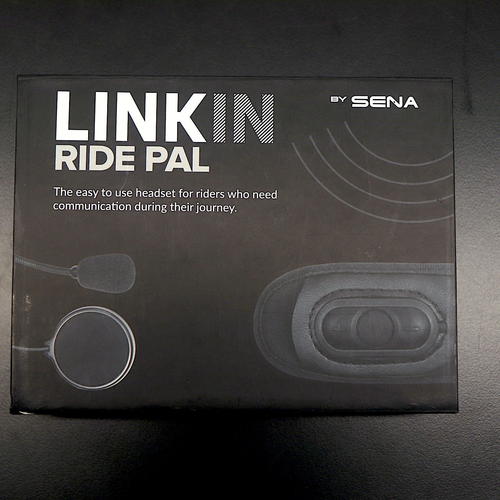 LINKIN
BY SENA
RIDE PAL
The easy to use headset for riders who need
communication during their journey.